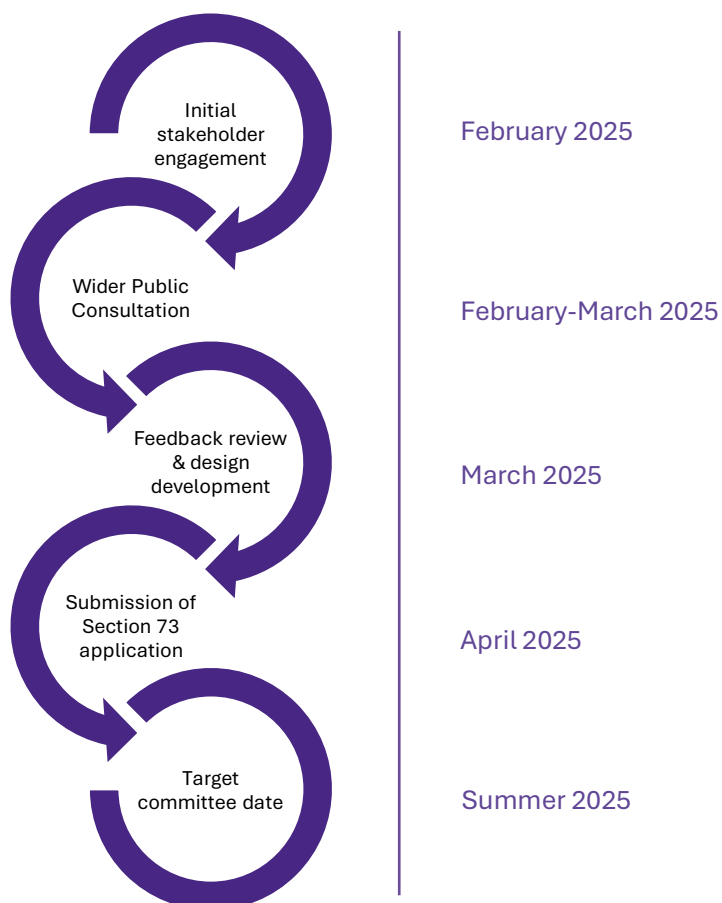 Initial
stakeholder
engagement
February 2025
Wider Public
Consultation
February-March 2025
Feedback review
& design
development
March 2025
Submission of
Section 73
application
April 2025
Target
committee date
Summer 2025